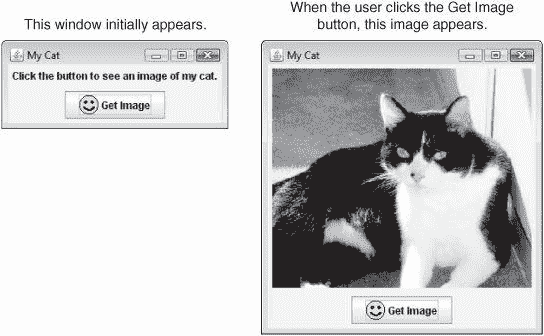 This window initially appears.
My Cat
Click the button to see an image of my cat.
Get Image
When the user clicks the Get Image
button, this image appears.
My Cat
Get Image